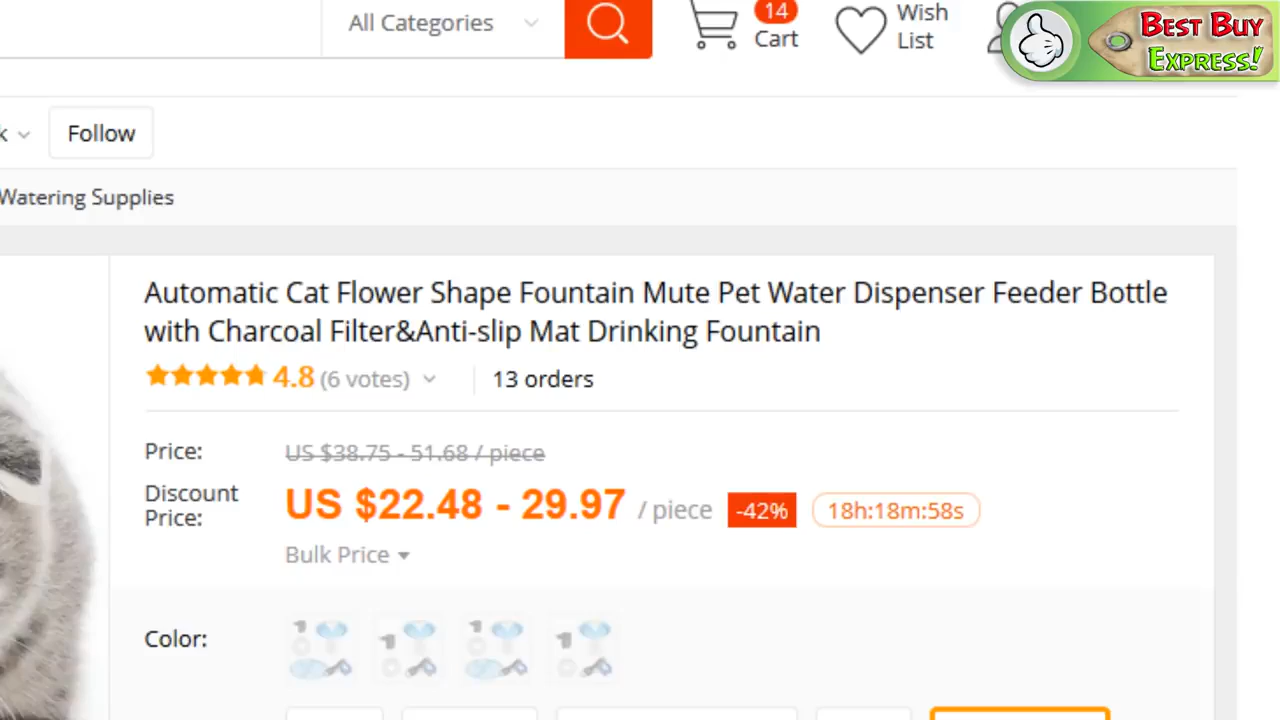 All Categories
14
Cart
Wish
List
BEST BUY
EXPRESS!
k
Follow
Watering Supplies
Automatic Cat Flower Shape Fountain Mute Pet Water Dispenser Feeder Bottle
with Charcoal Filter&Anti-slip Mat Drinking Fountain
4.8 (6 votes) 13 orders
Price: US $38.75 - 51.68 / piece
Discount
Price:
US $22.48 - 29.97 / piece -42% 18h:18m:58s
Bulk Price
Color: